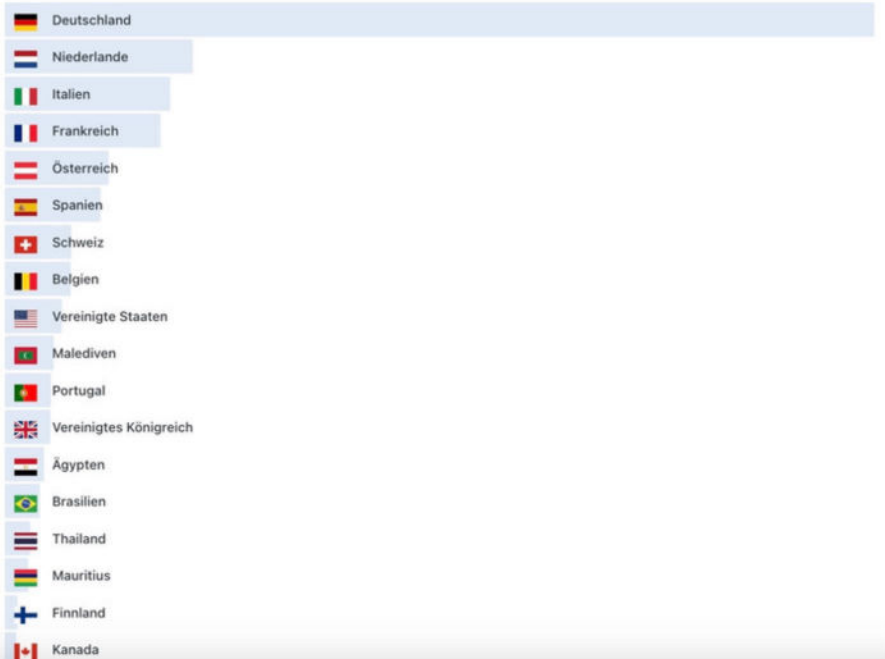 Deutschland
Niederlande
Italien
Frankreich
Österreich
Spanien
Schweiz
Belgien
Vereinigte Staaten
Malediven
Portugal
Vereinigtes Königreich
Ägypten
Brasilien
Thailand
Mauritius
Finnland
Kanada